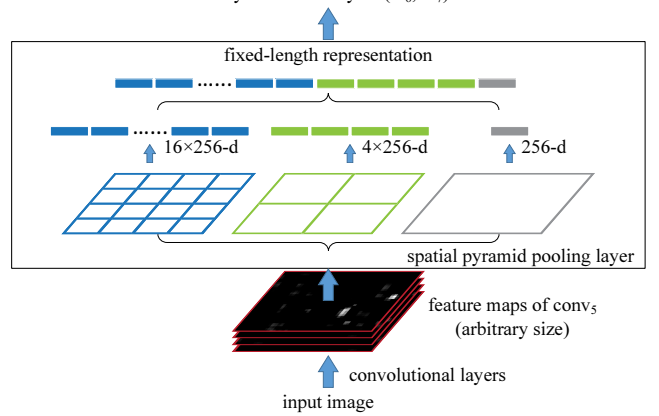 fixed-length representation
......
......
16×256-d
4×256-d
256-d
spatial pyramid pooling layer
feature maps of conv₅
(arbitrary size)
convolutional layers
input image